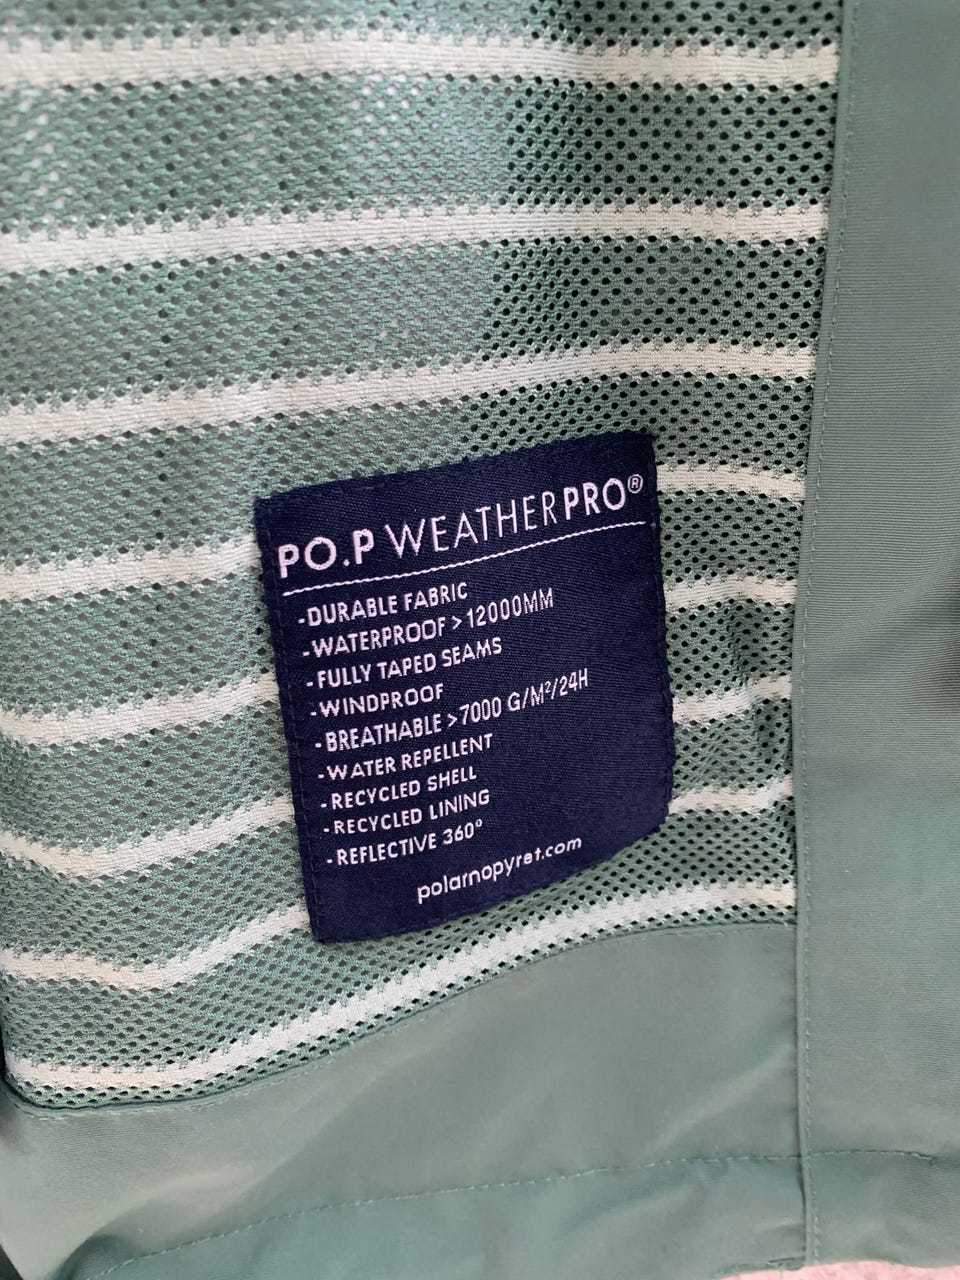 PO.P WEATHERPRO®
-DURABLE FABRIC
-WATERPROOF >12000MM
-FULLY TAPED SEAMS
-WINDPROOF
-BREATHABLE >7000 G/M²/24H
-WATER REPELLENT
-RECYCLED SHELL
-RECYCLED LINING
-REFLECTIVE 360°
polarnopyret.com